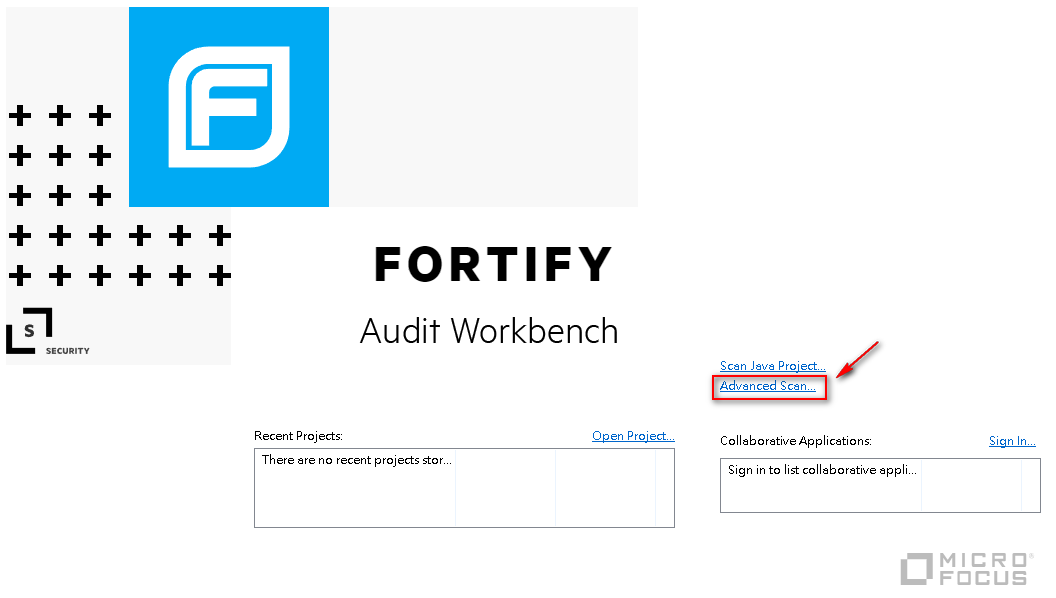 S
SECURITY
FORTIFY
Audit Workbench
Scan Java Project...
Advanced Scan...
Recent Projects:
Open Project...
There are no recent projects stor...
Collaborative Applications:
Sign In...
Sign in to list collaborative appli...
MICRO
FOCUS